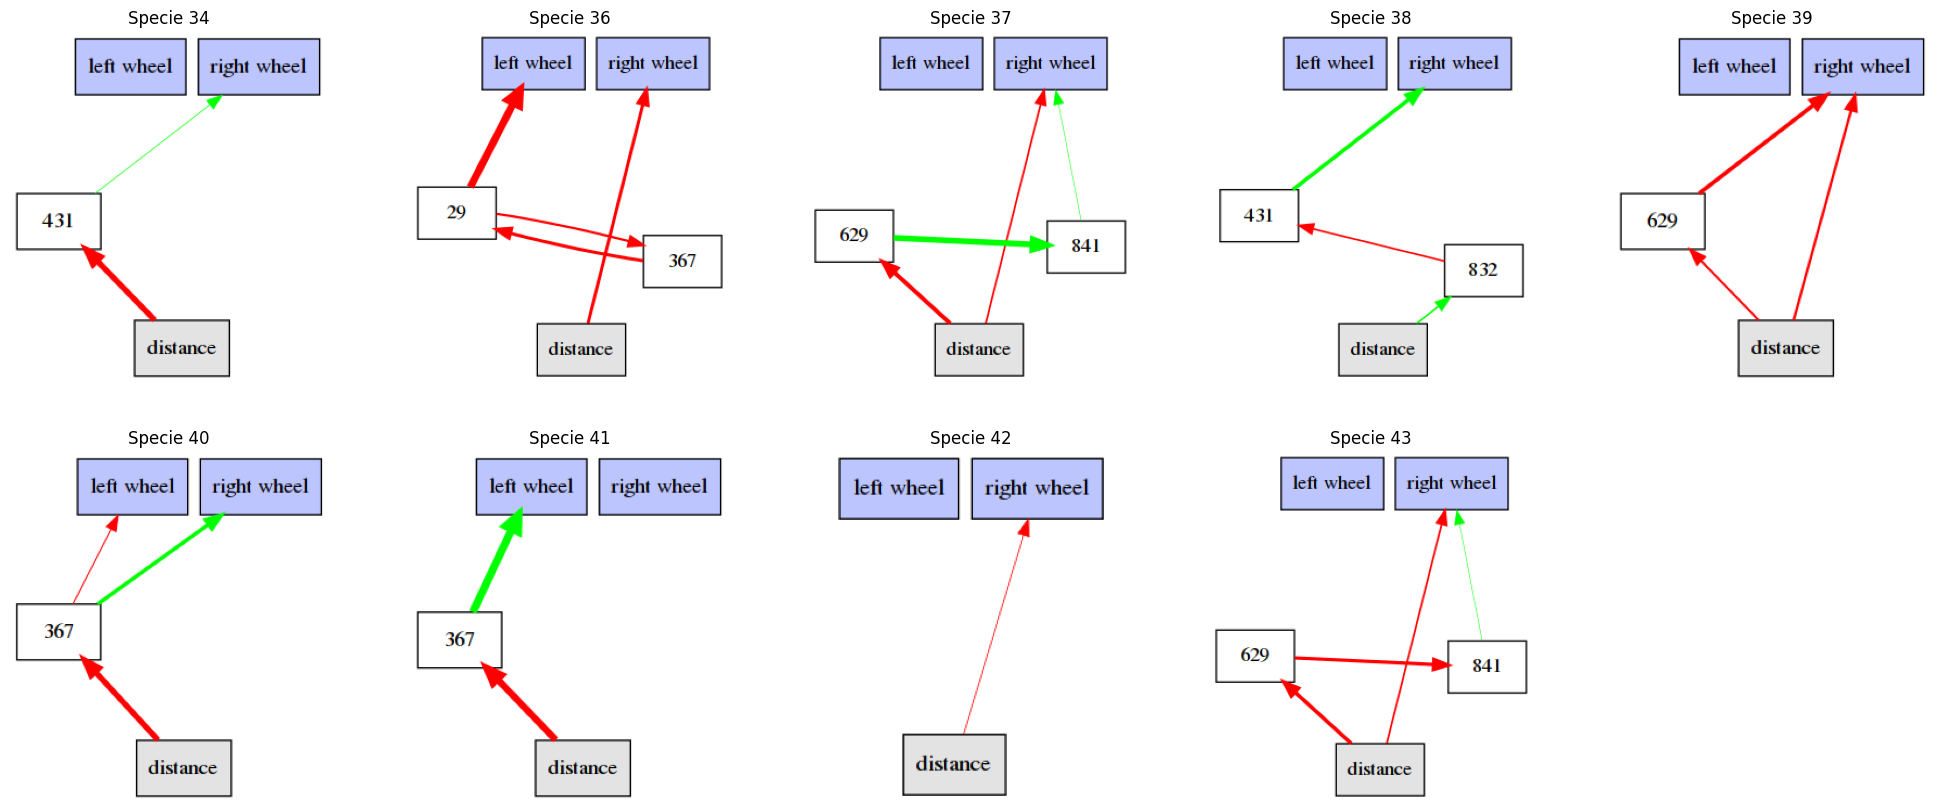 Specie 34
left wheel right wheel
431
distance
Specie 36
left wheel right wheel
29
367
distance
Specie 37
left wheel right wheel
629
841
distance
Specie 38
left wheel right wheel
431
832
distance
Specie 39
left wheel right wheel
629
distance
Specie 40
left wheel right wheel
367
distance
Specie 41
left wheel right wheel
367
distance
Specie 42
left wheel right wheel
distance
Specie 43
left wheel right wheel
629
841
distance